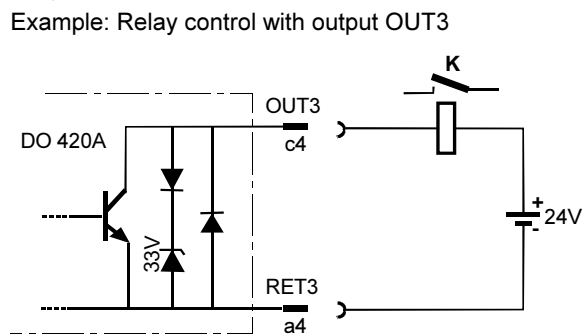 Example: Relay control with output OUT3
K
OUT3
DO 420A
c4
+
24V
-
33V
RET3
a4